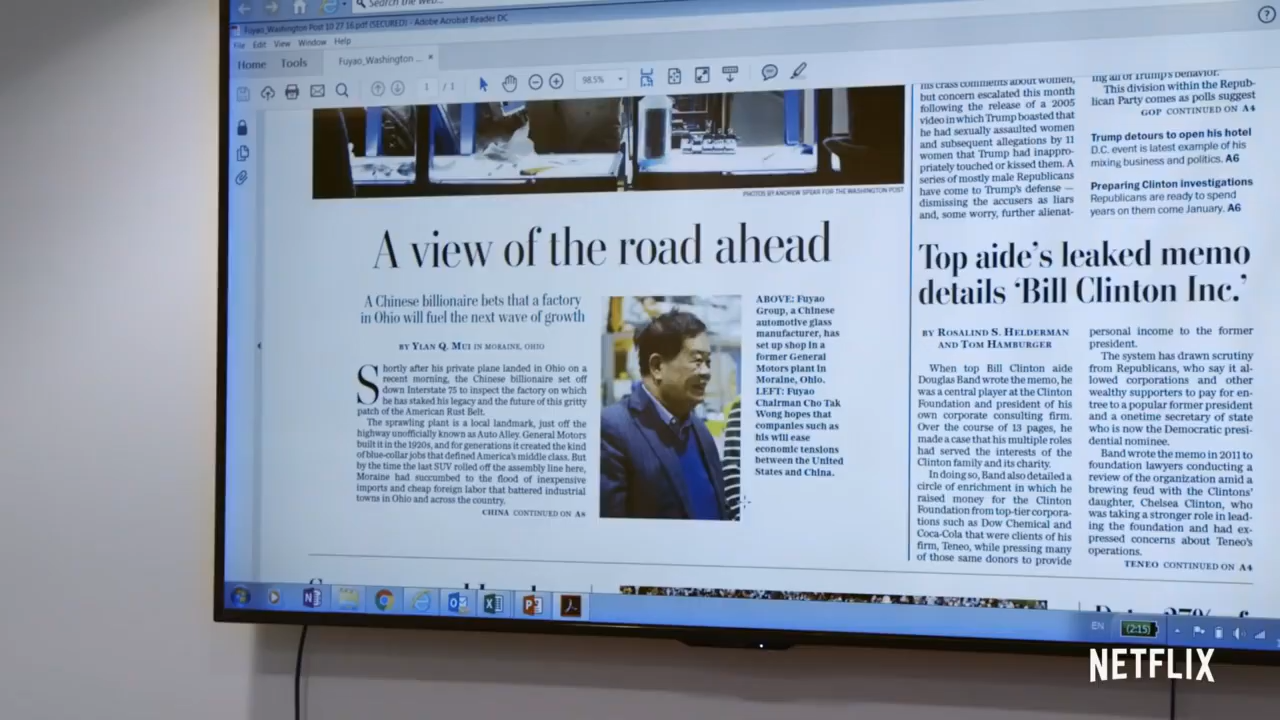 Search the web...
Fuyao_Washington Post 10 27 16.pdf (SECURED) - Adobe Acrobat Reader DC
File Edit View Window Help
Home Tools Fuyao_Washington ... ×
1 / 1 98.5%
PHOTOS BY ANDREW SPEAR FOR THE WASHINGTON POST
A view of the road ahead
A Chinese billionaire bets that a factory
in Ohio will fuel the next wave of growth
BY YLAN Q. MUI IN MORAINE, OHIO
Shortly after his private plane landed in Ohio on a
recent morning, the Chinese billionaire set off
down Interstate 75 to inspect the factory on which
he has staked his legacy and the future of this gritty
patch of the American Rust Belt.
The sprawling plant is a local landmark, just off the
highway unofficially known as Auto Alley. General Motors
built it in the 1920s, and for generations it created the kind
of blue-collar jobs that defined America's middle class. But
by the time the last SUV rolled off the assembly line here,
Moraine had succumbed to the flood of inexpensive
imports and cheap foreign labor that battered industrial
towns in Ohio and across the country.
CHINA CONTINUED ON A8
ABOVE: Fuyao
Group, a Chinese
automotive glass
manufacturer, has
set up shop in a
former General
Motors plant in
Moraine, Ohio.
LEFT: Fuyao
Chairman Cho Tak
Wong hopes that
companies such as
his will ease
economic tensions
between the United
States and China.
his crass comments about women,
but concern escalated this month
following the release of a 2005
video in which Trump boasted that
he had sexually assaulted women
and subsequent allegations by 11
women that Trump had inappro-
priately touched or kissed them. A
series of mostly male Republicans
have come to Trump's defense —
dismissing the accusers as liars
and, some worry, further alienat-
ing all of Trump's behavior.
This division within the Repub-
lican Party comes as polls suggest
GOP CONTINUED ON A4
Trump detours to open his hotel
D.C. event is latest example of his
mixing business and politics. A6
Preparing Clinton investigations
Republicans are ready to spend
years on them come January. A6
Top aide's leaked memo
details 'Bill Clinton Inc.'
BY ROSALIND S. HELDERMAN
AND TOM HAMBURGER
When top Bill Clinton aide
Douglas Band wrote the memo, he
was a central player at the Clinton
Foundation and president of his
own corporate consulting firm.
Over the course of 13 pages, he
made a case that his multiple roles
had served the interests of the
Clinton family and its charity.
In doing so, Band also detailed a
circle of enrichment in which he
raised money for the Clinton
Foundation from top-tier corpora-
tions such as Dow Chemical and
Coca-Cola that were clients of his
firm, Teneo, while pressing many
of those same donors to provide
personal income to the former
president.
The system has drawn scrutiny
from Republicans, who say it al-
lowed corporations and other
wealthy supporters to pay for en-
tree to a popular former president
and a onetime secretary of state
who is now the Democratic presi-
dential nominee.
Band wrote the memo in 2011 to
foundation lawyers conducting a
review of the organization amid a
brewing feud with the Clintons'
daughter, Chelsea Clinton, who
was taking a stronger role in lead-
ing the foundation and had ex-
pressed concerns about Teneo's
operations.
TENEO CONTINUED ON A4
EN (2:15)
NETFLIX